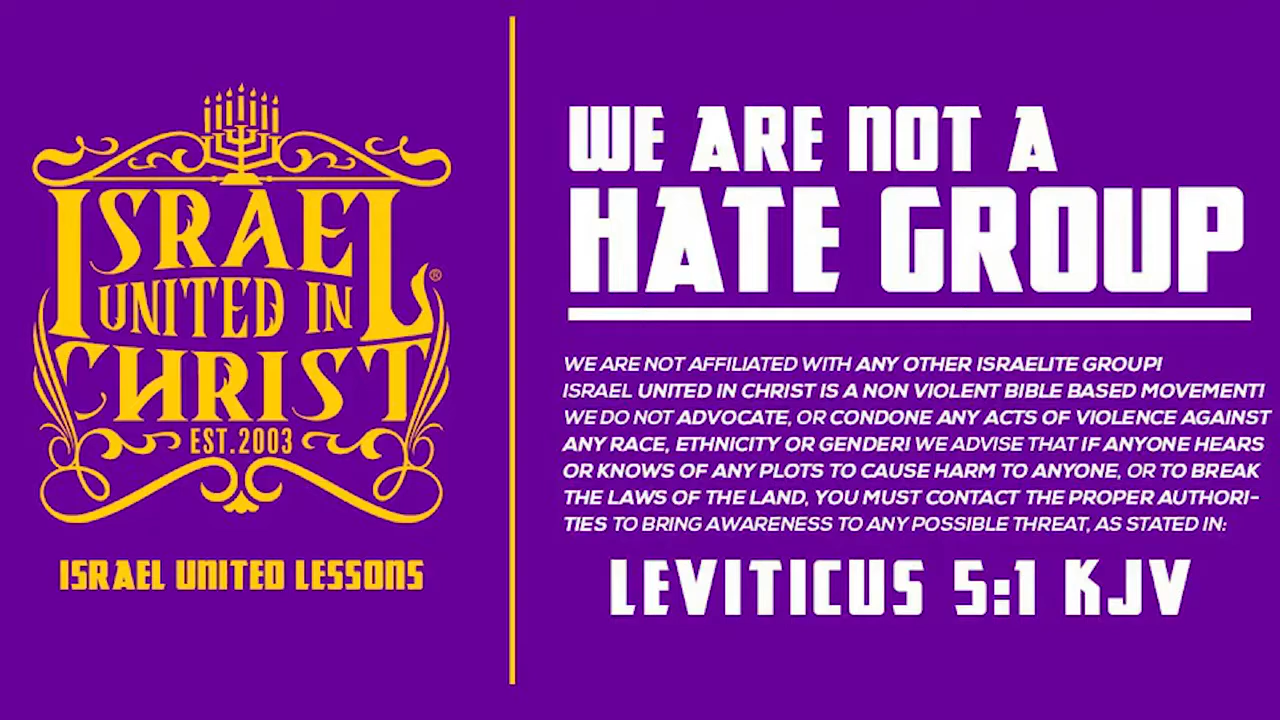 ISRAEL
UNITED IN
CHRIST
®
EST.2003
ISRAEL UNITED LESSONS
WE ARE NOT A
HATE GROUP
WE ARE NOT AFFILIATED WITH ANY OTHER ISRAELITE GROUP!
ISRAEL UNITED IN CHRIST IS A NON VIOLENT BIBLE BASED MOVEMENT!
WE DO NOT ADVOCATE, OR CONDONE ANY ACTS OF VIOLENCE AGAINST
ANY RACE, ETHNICITY OR GENDER! WE ADVISE THAT IF ANYONE HEARS
OR KNOWS OF ANY PLOTS TO CAUSE HARM TO ANYONE, OR TO BREAK
THE LAWS OF THE LAND, YOU MUST CONTACT THE PROPER AUTHORI-
TIES TO BRING AWARENESS TO ANY POSSIBLE THREAT, AS STATED IN:
LEVITICUS 5:1 KJV